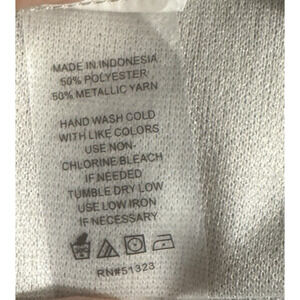 MADE IN INDONESIA
50% POLYESTER
50% METALLIC YARN
HAND WASH COLD
WITH LIKE COLORS
USE NON-
CHLORINE BLEACH
IF NEEDED
TUMBLE DRY LOW
USE LOW IRON
IF NECESSARY
RN#51323